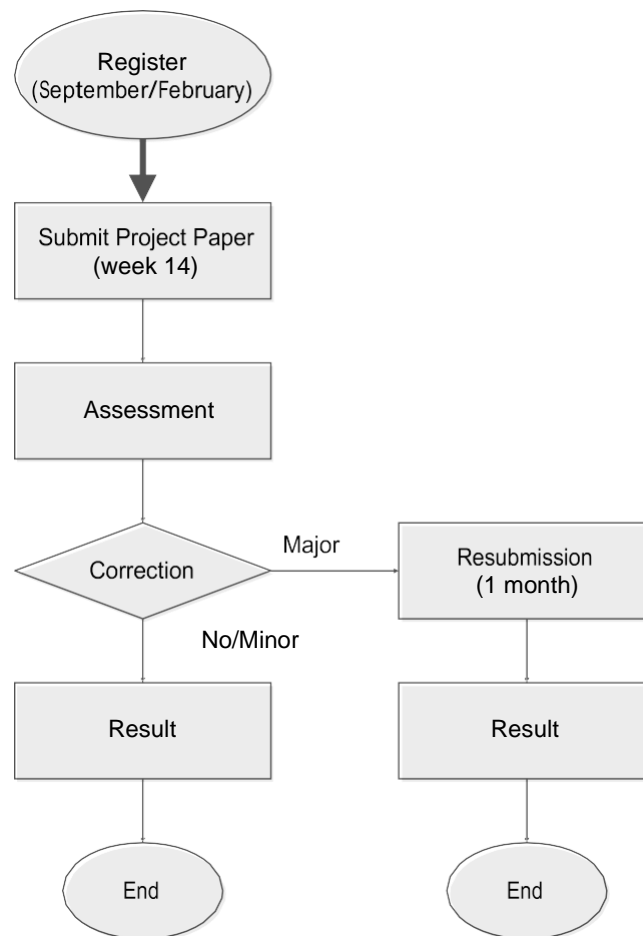 Register
(September/February)
Submit Project Paper
(week 14)
Assessment
Correction
Major
Resubmission
(1 month)
No/Minor
Result
Result
End
End